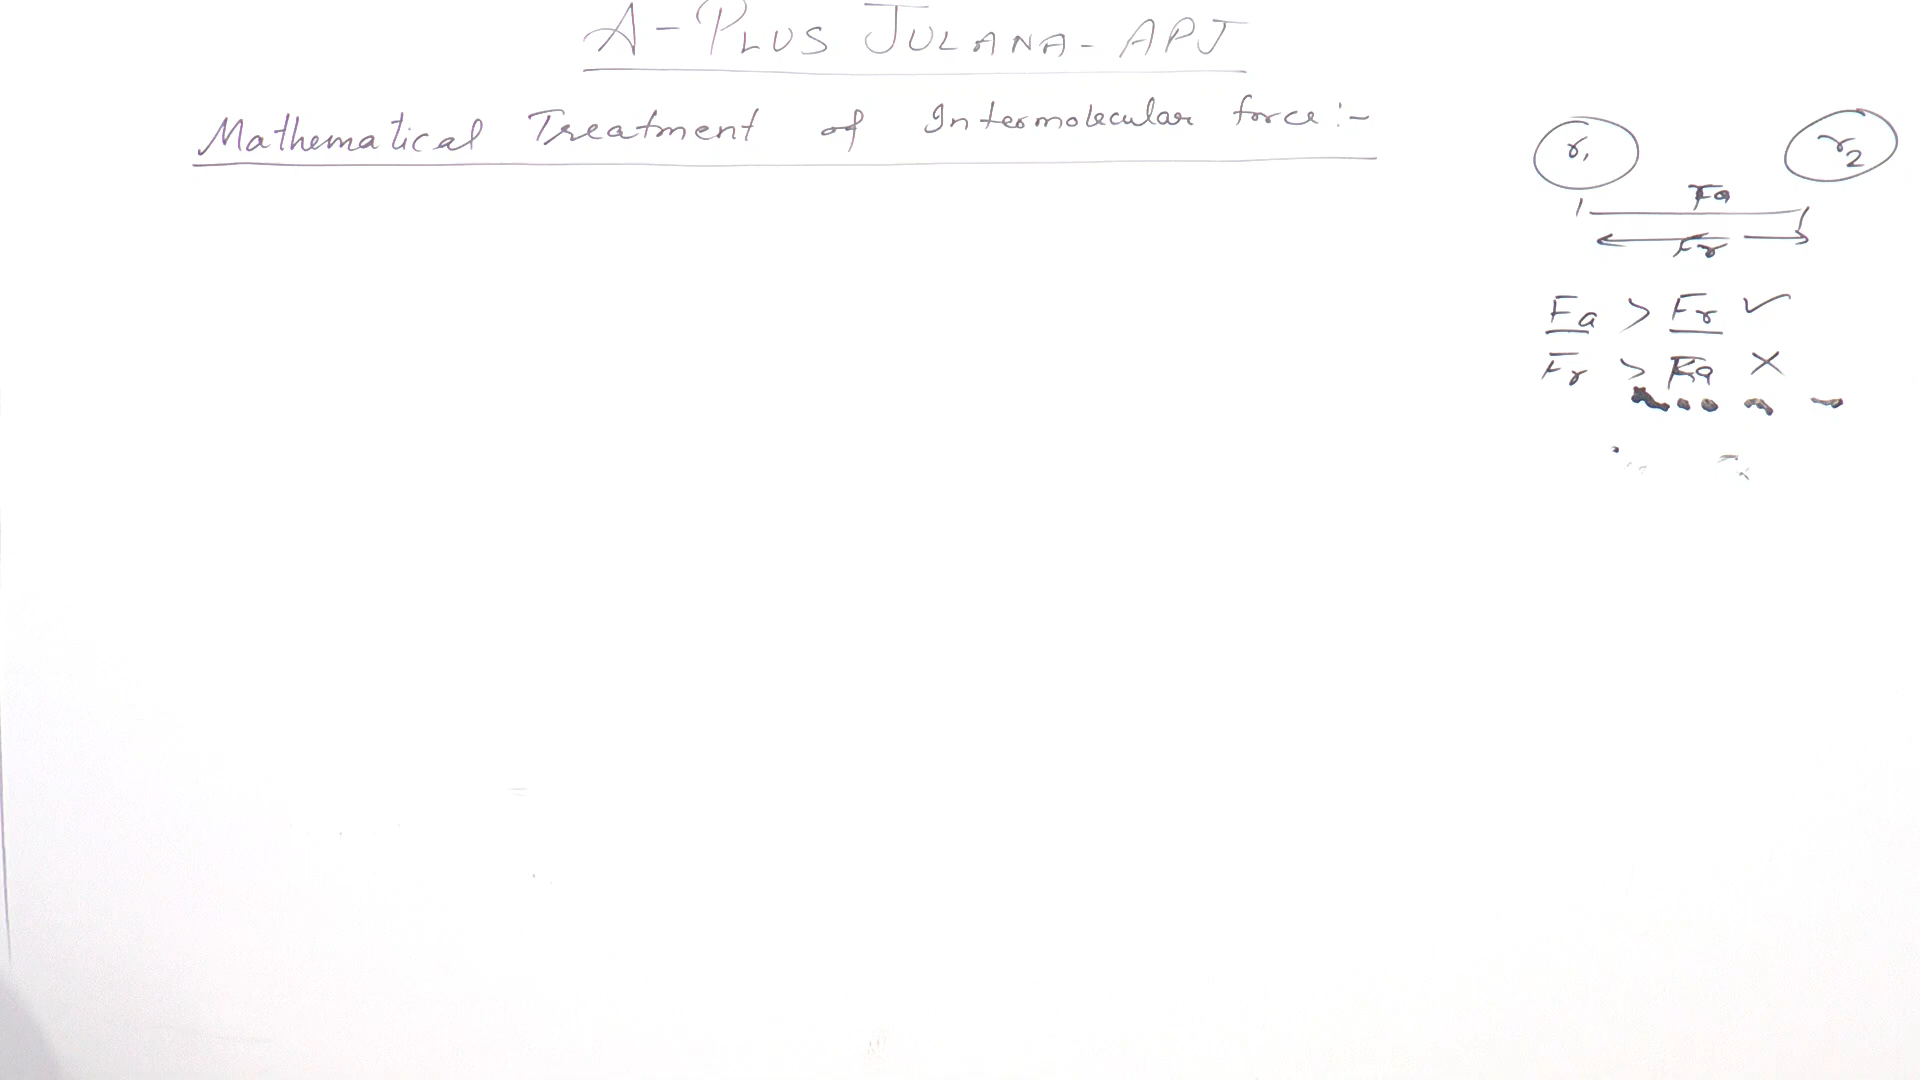 A-PLUS JULANA-APJ
Mathematical Treatment of Intermolecular force:-
r1 r2
Fa
Fr
Fa > Fr ✓
Fr > Fa ×